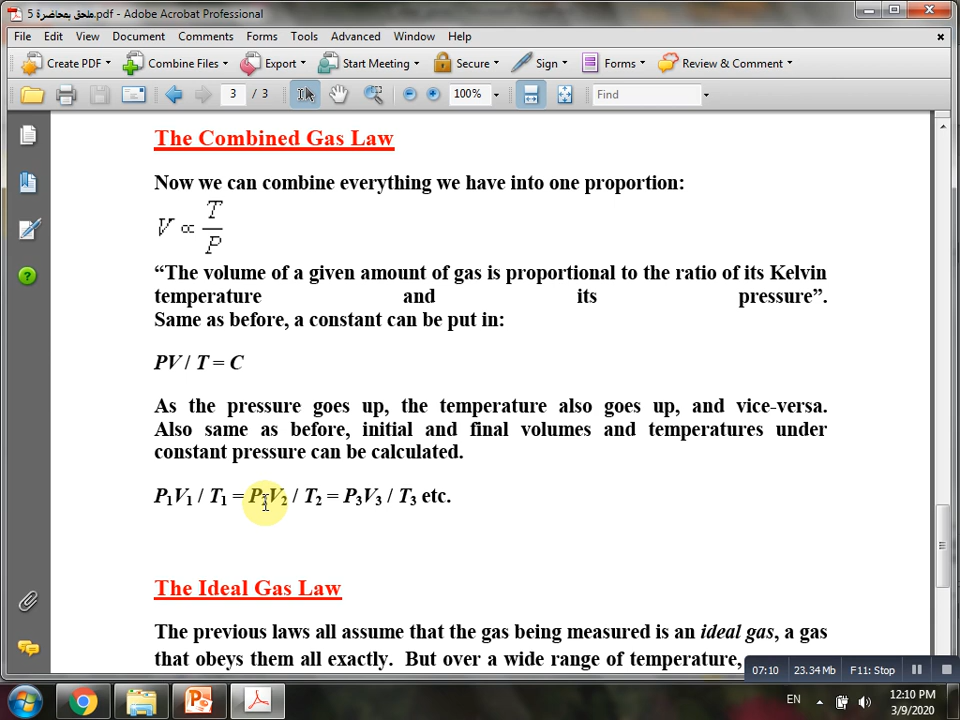 5 ملحق بمحاضرة.pdf - Adobe Acrobat Professional
File Edit View Document Comments Forms Tools Advanced Window Help
Create PDF Combine Files Export Start Meeting Secure Sign Forms Review & Comment
3 / 3 100% Find
The Combined Gas Law
Now we can combine everything we have into one proportion:
V ∝ T / P
“The volume of a given amount of gas is proportional to the ratio of its Kelvin
temperature and its pressure”.
Same as before, a constant can be put in:
PV / T = C
As the pressure goes up, the temperature also goes up, and vice-versa.
Also same as before, initial and final volumes and temperatures under
constant pressure can be calculated.
P₁V₁ / T₁ = P₂V₂ / T₂ = P₃V₃ / T₃ etc.
The Ideal Gas Law
The previous laws all assume that the gas being measured is an ideal gas, a gas
that obeys them all exactly. But over a wide range of temperature,
07:10 23.34 Mb F11: Stop
EN 12:10 PM
3/9/2020